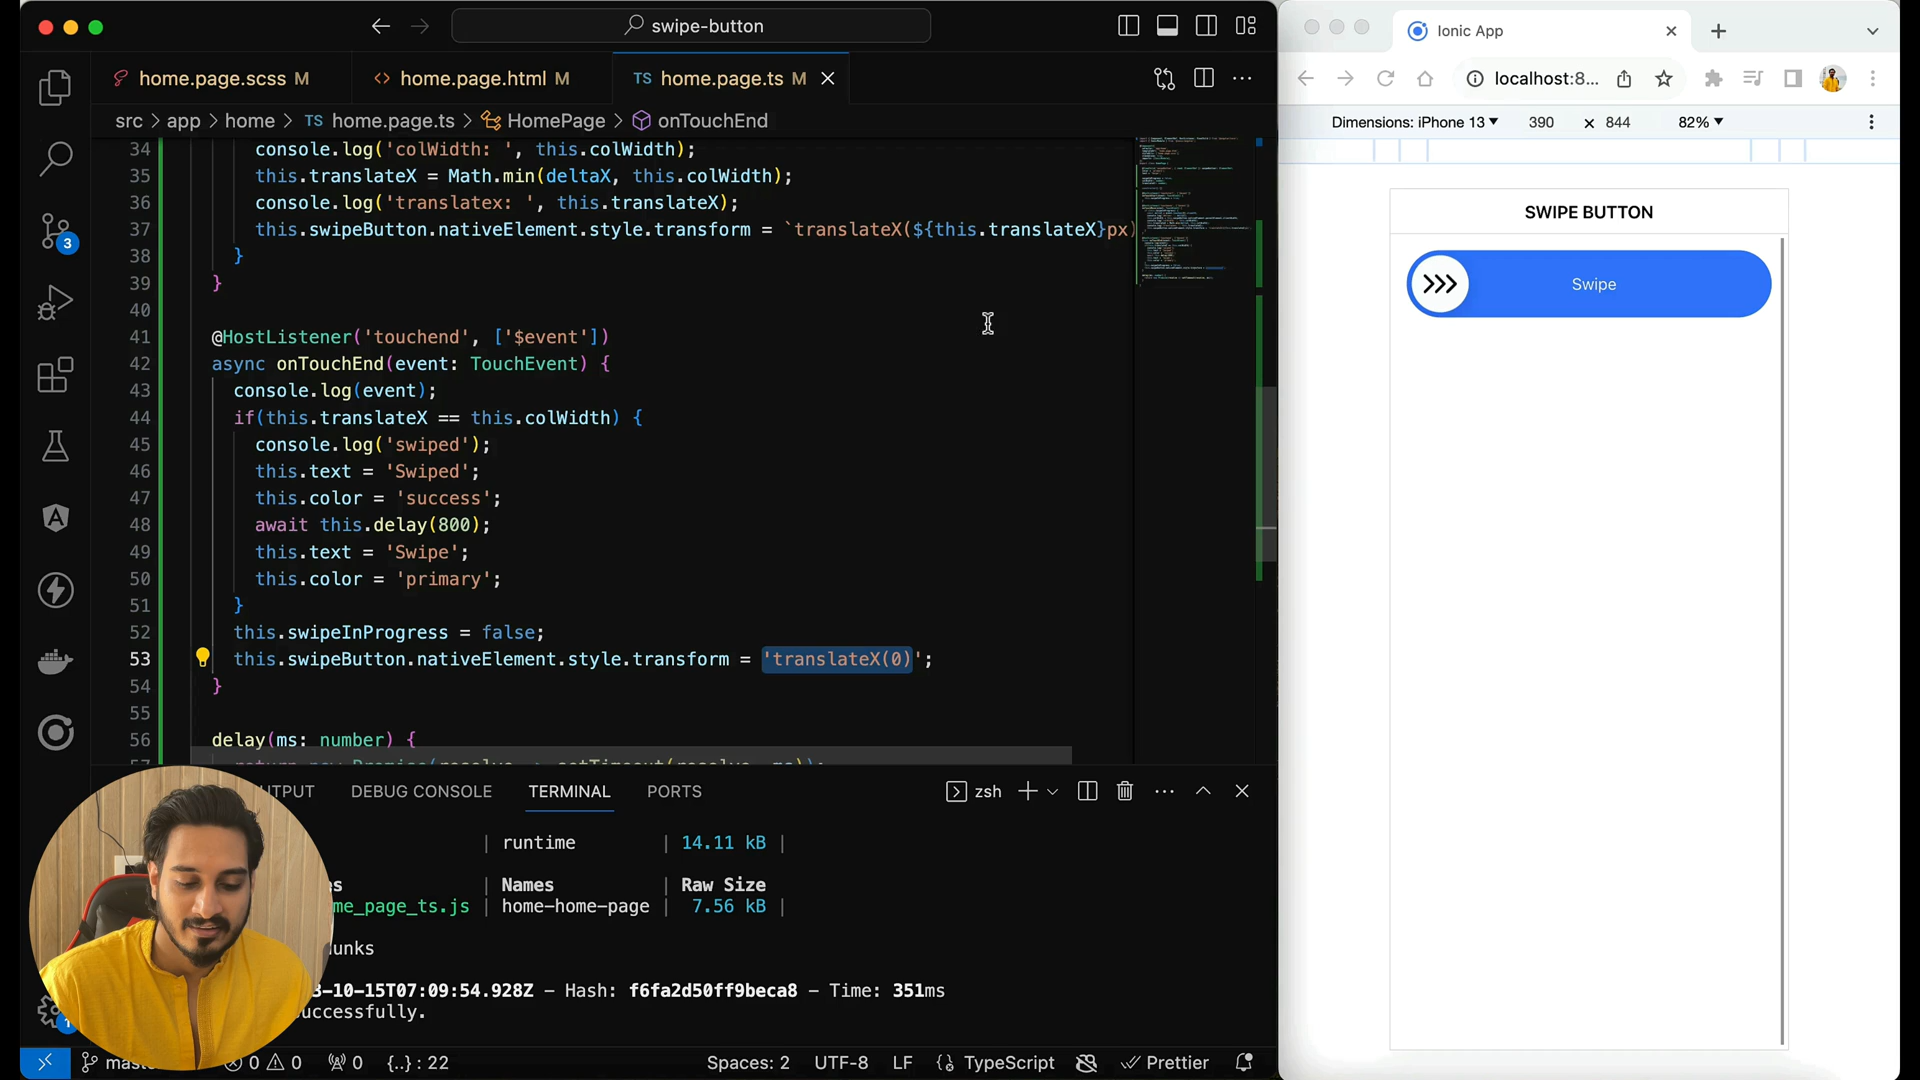 swipe-button
home.page.scss M
home.page.html M
TS home.page.ts M
src > app > home > TS home.page.ts > HomePage > onTouchEnd
34 console.log('colWidth: ', this.colWidth);
35 this.translateX = Math.min(deltaX, this.colWidth);
36 console.log('translatex: ', this.translateX);
37 this.swipeButton.nativeElement.style.transform = `translateX(${this.translateX}px)
38 }
39 }
40
41 @HostListener('touchend', ['$event'])
42 async onTouchEnd(event: TouchEvent) {
43 console.log(event);
44 if(this.translateX == this.colWidth) {
45 console.log('swiped');
46 this.text = 'Swiped';
47 this.color = 'success';
48 await this.delay(800);
49 this.text = 'Swipe';
50 this.color = 'primary';
51 }
52 this.swipeInProgress = false;
53 this.swipeButton.nativeElement.style.transform = 'translateX(0)';
54 }
55
56 delay(ms: number) {
DEBUG CONSOLE
TERMINAL
PORTS
zsh
| runtime | 14.11 kB |
| Names | Raw Size
me_page_ts.js | home-home-page | 7.56 kB |
3-10-15T07:09:54.928Z - Hash: f6fa2d50ff9beca8 - Time: 351ms
3
1
0 0 0 {..} : 22
Spaces: 2 UTF-8 LF {} TypeScript Prettier
Ionic App
localhost:8...
Dimensions: iPhone 13 390 × 844 82%
SWIPE BUTTON
Swipe